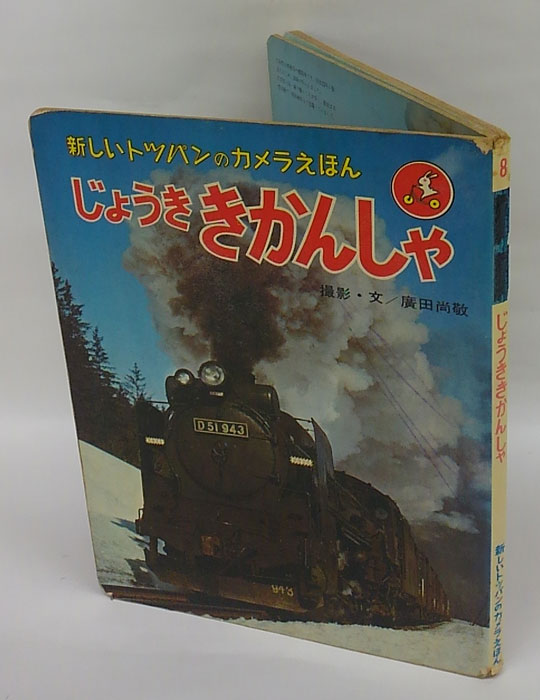 新しいトッパンのカメラえほん
じょうき きかんしゃ
撮影・文/廣田尚敬
D51 943
8
じょうききかんしゃ
新しいトッパンのカメラえほん